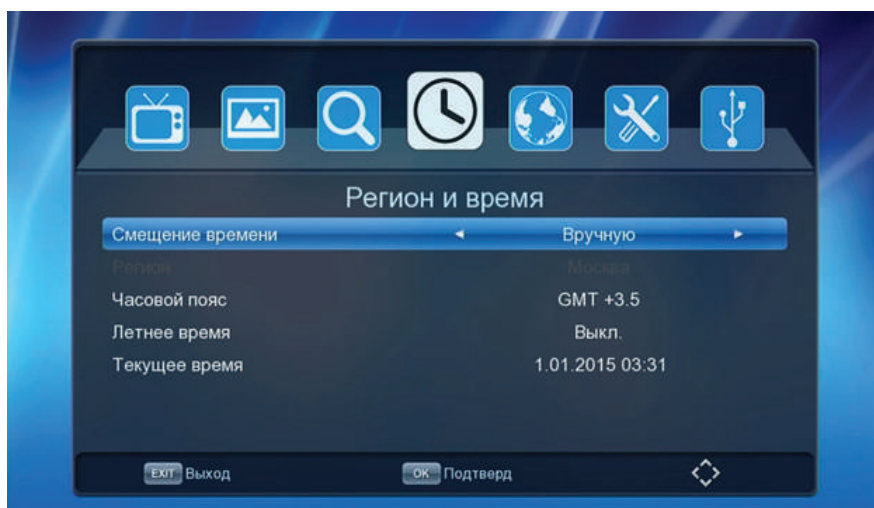 Регион и время
Смещение времени ◄ Вручную ►
Регион Москва
Часовой пояс GMT +3.5
Летнее время Выкл.
Текущее время 1.01.2015 03:31
EXIT Выход OK Подтверд